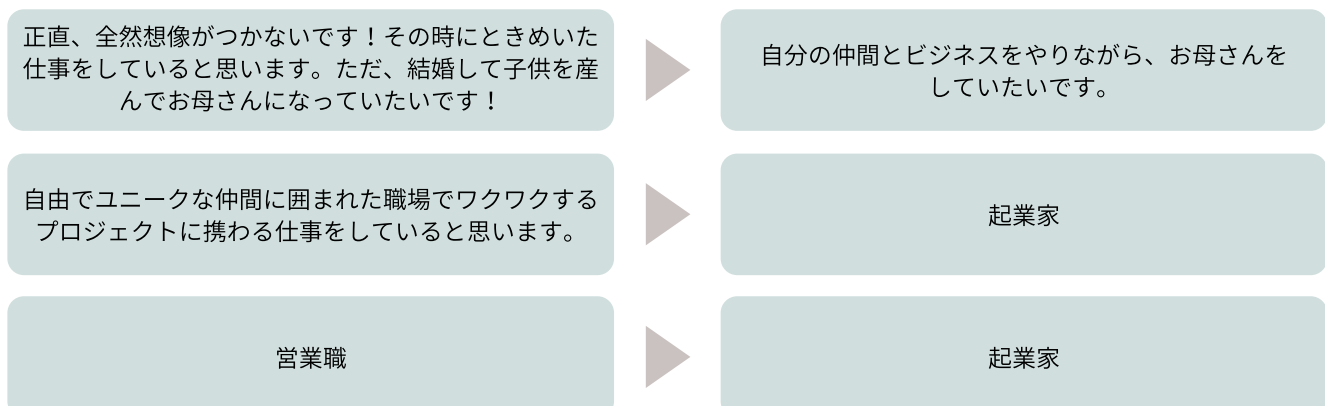 正直、全然想像がつかないです！その時にときめいた
仕事をしていると思います。ただ、結婚して子供を産
んでお母さんになっていたいです！
自分の仲間とビジネスをやりながら、お母さんを
していたいです。
自由でユニークな仲間に囲まれた職場でワクワクする
プロジェクトに携わる仕事をしていると思います。
起業家
営業職
起業家